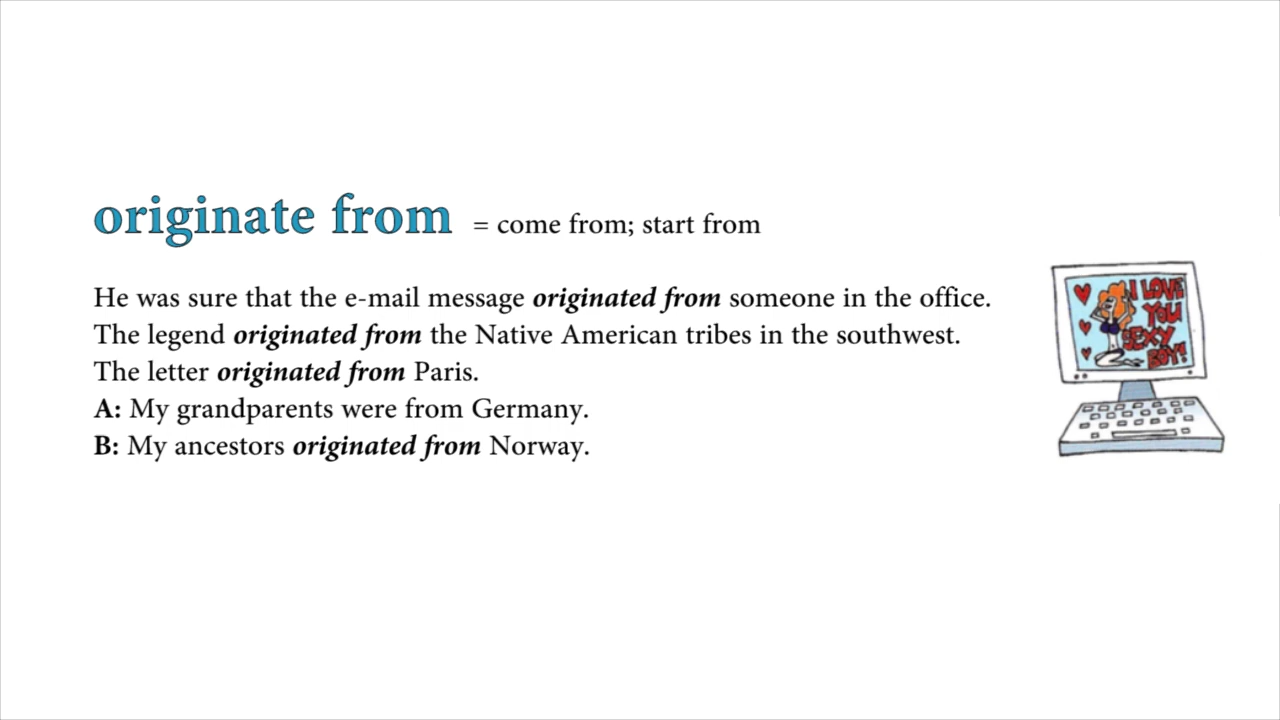 originate from = come from; start from
He was sure that the e-mail message originated from someone in the office.
The legend originated from the Native American tribes in the southwest.
The letter originated from Paris.
A: My grandparents were from Germany.
B: My ancestors originated from Norway.
I LOVE
YOU
SEXY
BOY!